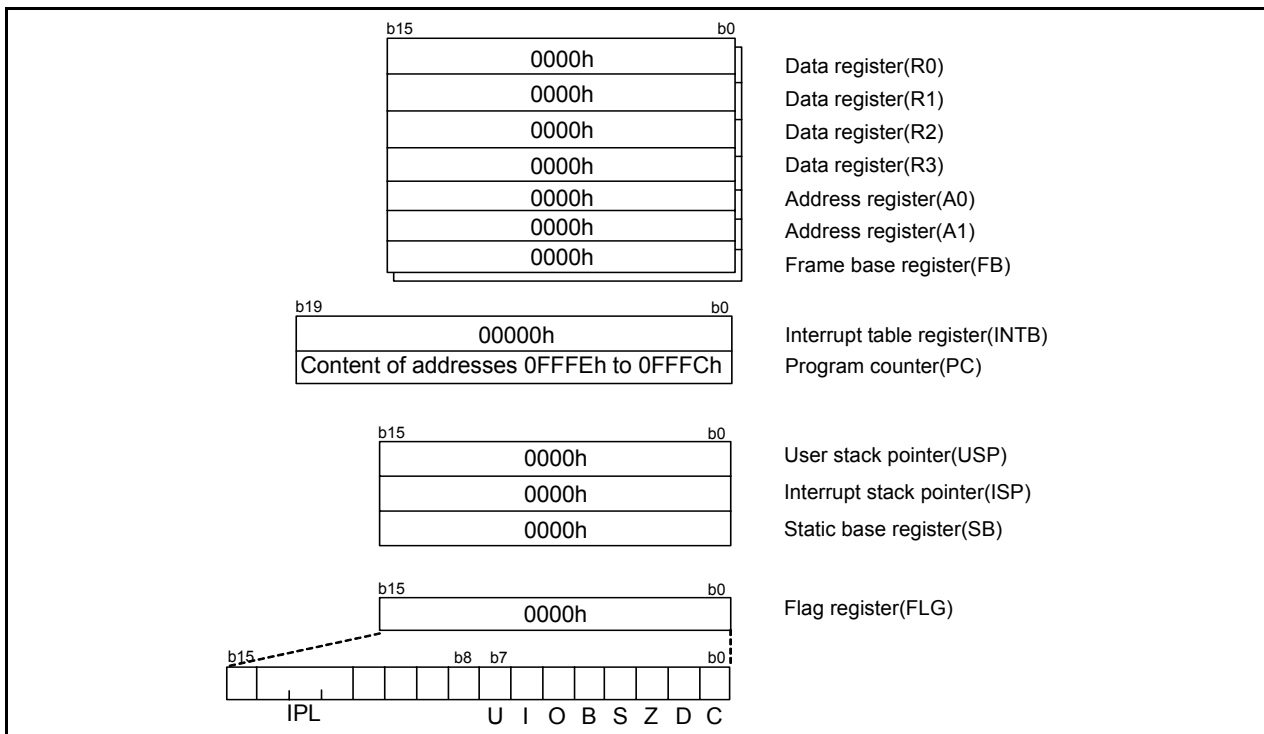 b15 b0
0000h Data register(R0)
0000h Data register(R1)
0000h Data register(R2)
0000h Data register(R3)
0000h Address register(A0)
0000h Address register(A1)
0000h Frame base register(FB)
b19 b0
00000h Interrupt table register(INTB)
Content of addresses 0FFFEh to 0FFFCh Program counter(PC)
b15 b0
0000h User stack pointer(USP)
0000h Interrupt stack pointer(ISP)
0000h Static base register(SB)
b15 b0
0000h Flag register(FLG)
b15 b8 b7 b0
IPL U I O B S Z D C